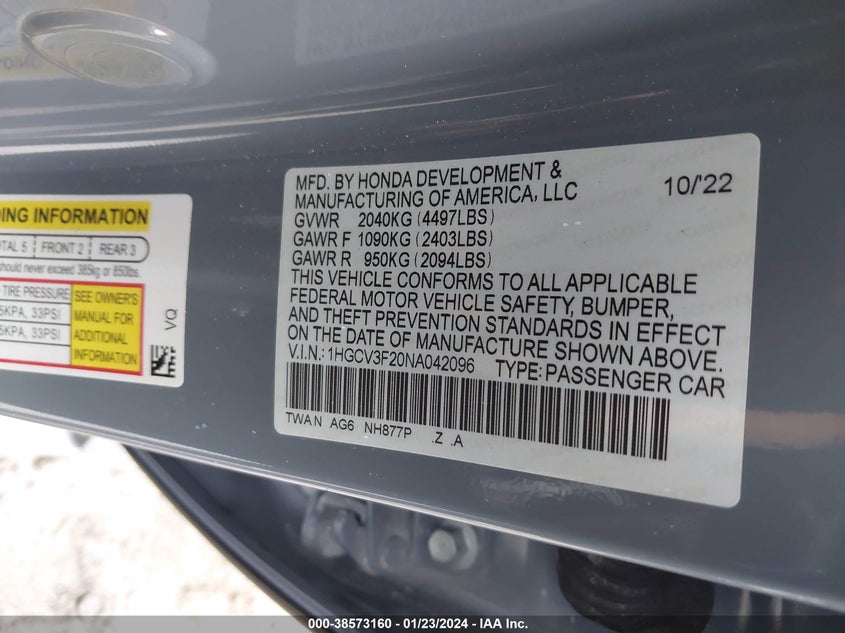 MFD. BY HONDA DEVELOPMENT &
MANUFACTURING OF AMERICA, LLC
10/'22
GVWR 2040KG (4497LBS)
GAWR F 1090KG (2403LBS)
GAWR R 950KG (2094LBS)
THIS VEHICLE CONFORMS TO ALL APPLICABLE
FEDERAL MOTOR VEHICLE SAFETY, BUMPER,
AND THEFT PREVENTION STANDARDS IN EFFECT
ON THE DATE OF MANUFACTURE SHOWN ABOVE.
V.I.N.: 1HGCV3F20NA042096 TYPE: PASSENGER CAR
TWA N AG6 NH877P .Z .A
INFORMATION
5 FRONT 2 REAR 3
should never exceed 385kg or 850lbs.
TIRE PRESSURE
KPA, 33PSI
KPA, 33PSI
SEE OWNER'S
MANUAL FOR
ADDITIONAL
INFORMATION
VQ
000-38573160 - 01/23/2024 - IAA Inc.